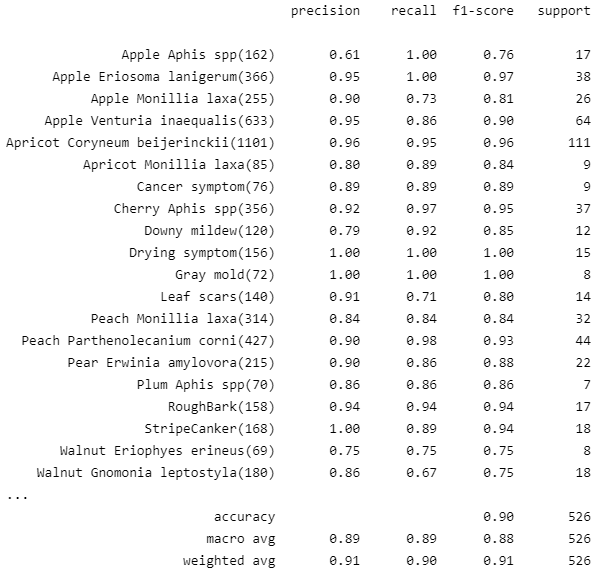 precision recall f1-score support
Apple Aphis spp(162) 0.61 1.00 0.76 17
Apple Eriosoma lanigerum(366) 0.95 1.00 0.97 38
Apple Monillia laxa(255) 0.90 0.73 0.81 26
Apple Venturia inaequalis(633) 0.95 0.86 0.90 64
Apricot Coryneum beijerinckii(1101) 0.96 0.95 0.96 111
Apricot Monillia laxa(85) 0.80 0.89 0.84 9
Cancer symptom(76) 0.89 0.89 0.89 9
Cherry Aphis spp(356) 0.92 0.97 0.95 37
Downy mildew(120) 0.79 0.92 0.85 12
Drying symptom(156) 1.00 1.00 1.00 15
Gray mold(72) 1.00 1.00 1.00 8
Leaf scars(140) 0.91 0.71 0.80 14
Peach Monillia laxa(314) 0.84 0.84 0.84 32
Peach Parthenolecanium corni(427) 0.90 0.98 0.93 44
Pear Erwinia amylovora(215) 0.90 0.86 0.88 22
Plum Aphis spp(70) 0.86 0.86 0.86 7
RoughBark(158) 0.94 0.94 0.94 17
StripeCanker(168) 1.00 0.89 0.94 18
Walnut Eriophyes erineus(69) 0.75 0.75 0.75 8
Walnut Gnomonia leptostyla(180) 0.86 0.67 0.75 18
...
accuracy 0.90 526
macro avg 0.89 0.89 0.88 526
weighted avg 0.91 0.90 0.91 526